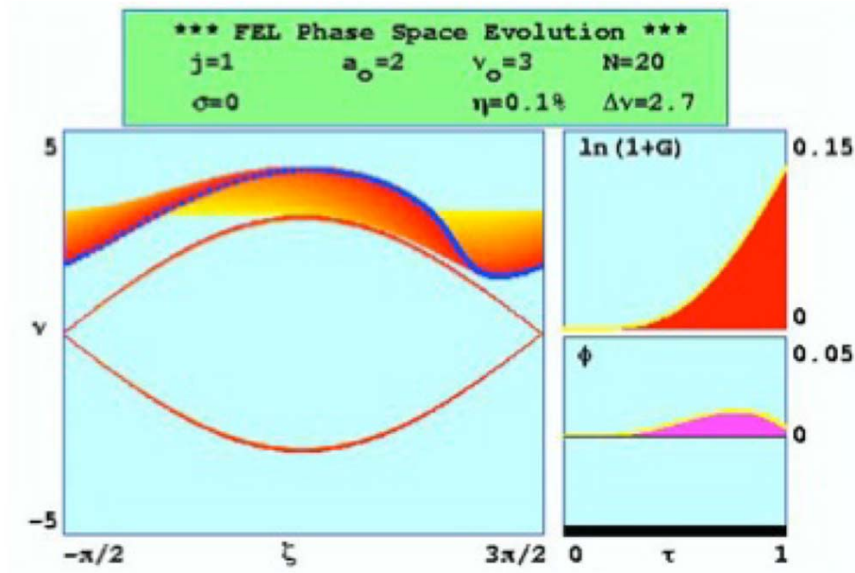 *** FEL Phase Space Evolution ***
j=1 a₀=2 ν₀=3 N=20
σ=0 η=0.1% Δν=2.7
5
ν
-5
-π/2 ζ 3π/2
ln(1+G) 0.15
0
ϕ 0.05
0
0 τ 1